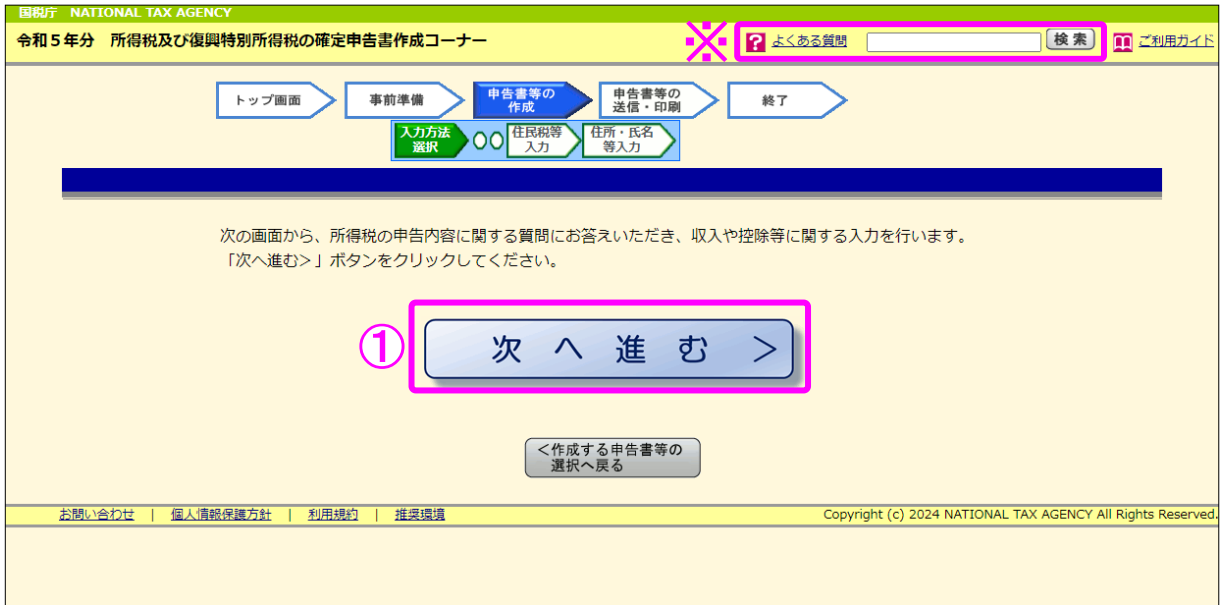 国税庁 NATIONAL TAX AGENCY
令和5年分 所得税及び復興特別所得税の確定申告書作成コーナー
※
? よくある質問
検索
ご利用ガイド
トップ画面
事前準備
申告書等の
作成
申告書等の
送信・印刷
終了
入力方法
選択
○○
住民税等
入力
住所・氏名
等入力
次の画面から、所得税の申告内容に関する質問にお答えいただき、収入や控除等に関する入力を行います。
「次へ進む>」ボタンをクリックしてください。
①
次へ進む >
<作成する申告書等の
選択へ戻る
お問い合わせ | 個人情報保護方針 | 利用規約 | 推奨環境
Copyright (c) 2024 NATIONAL TAX AGENCY All Rights Reserved.